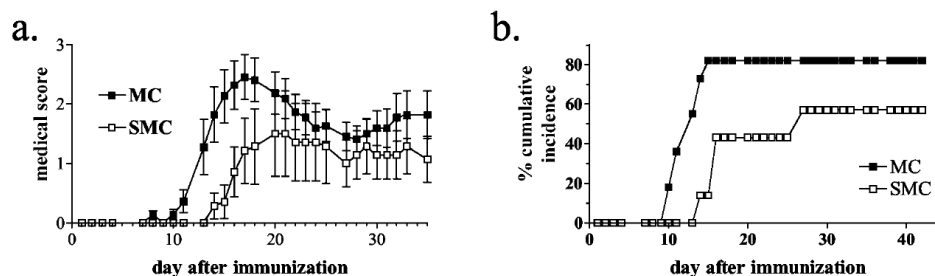 a.
medical score
3
2
1
0
MC
SMC
0 10 20 30
day after immunization
b.
% cumulative
incidence
80
60
40
20
0
MC
SMC
0 10 20 30 40
day after immunization